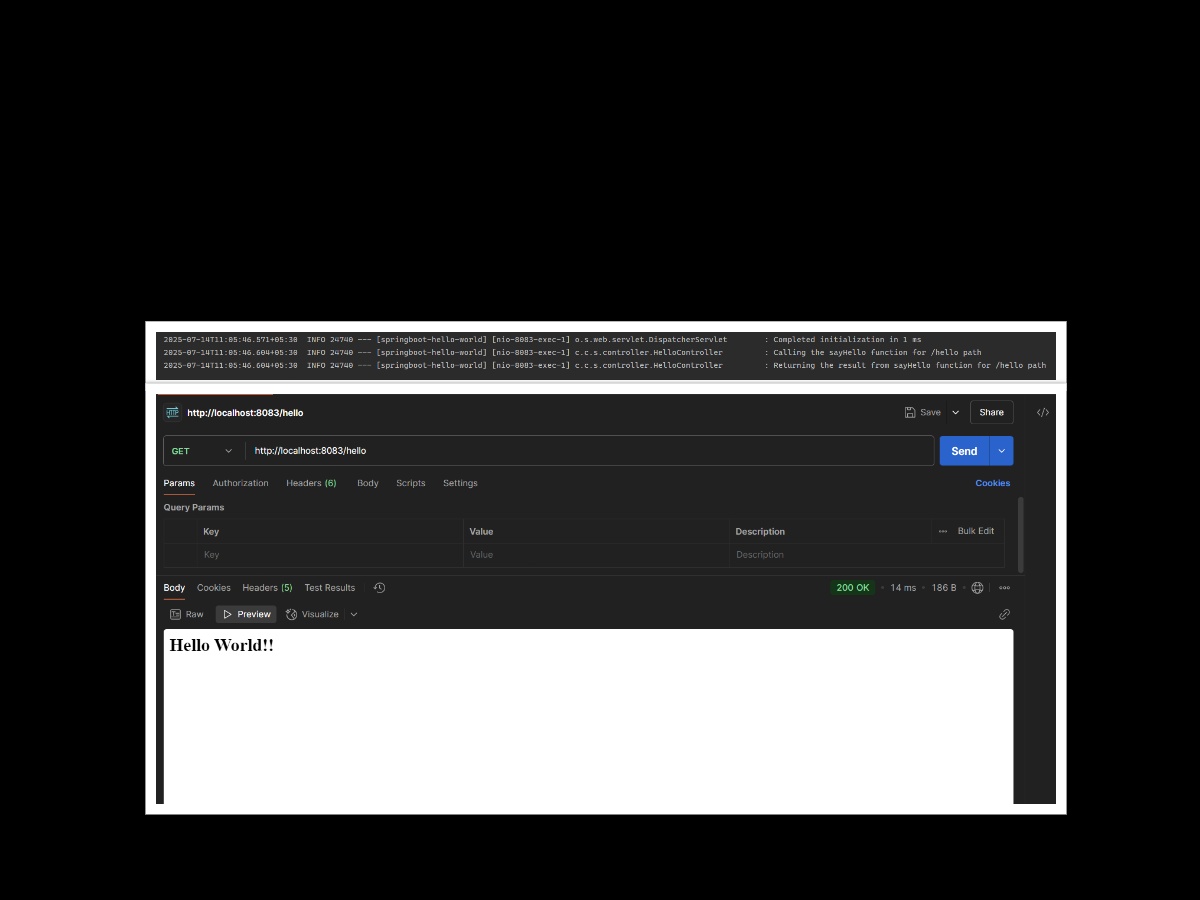 2025-07-14T11:05:46.571+05:30  INFO 24740 --- [springboot-hello-world] [nio-8083-exec-1] o.s.web.servlet.DispatcherServlet        : Completed initialization in 1 ms
2025-07-14T11:05:46.604+05:30  INFO 24740 --- [springboot-hello-world] [nio-8083-exec-1] c.c.s.controller.HelloController         : Calling the sayHello function for /hello path
2025-07-14T11:05:46.604+05:30  INFO 24740 --- [springboot-hello-world] [nio-8083-exec-1] c.c.s.controller.HelloController         : Returning the result from sayHello function for /hello path
HTTP http://localhost:8083/hello Save Share </>
GET http://localhost:8083/hello Send
Params Authorization Headers (6) Body Scripts Settings Cookies
Query Params
Key Value Description ••• Bulk Edit
Key Value Description
Body Cookies Headers (5) Test Results 200 OK • 14 ms • 186 B •
Raw Preview Visualize
Hello World!!